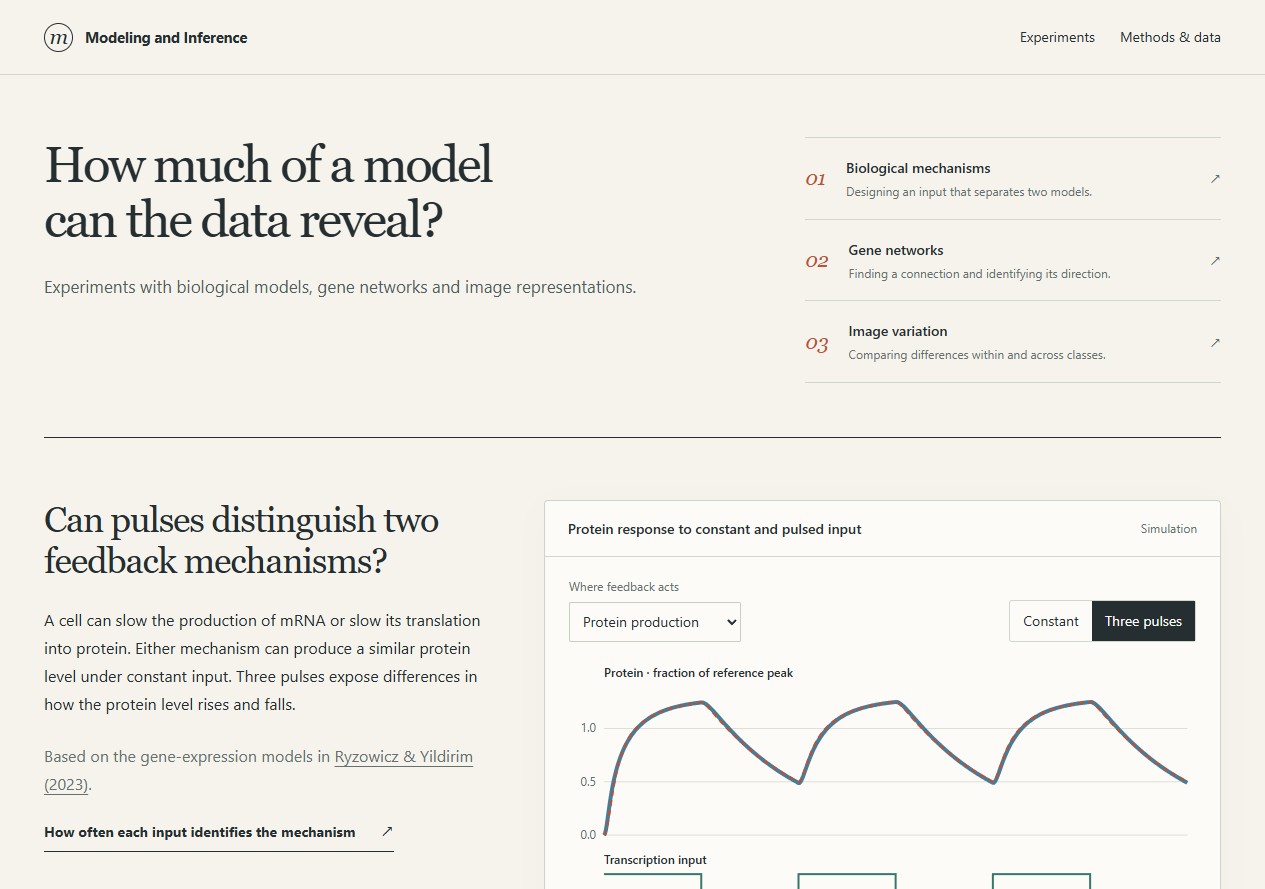 m Modeling and Inference
Experiments
Methods & data
How much of a model
can the data reveal?
Experiments with biological models, gene networks and image representations.
01
Biological mechanisms
↗
Designing an input that separates two models.
02
Gene networks
↗
Finding a connection and identifying its direction.
03
Image variation
↗
Comparing differences within and across classes.
Can pulses distinguish two
feedback mechanisms?
A cell can slow the production of mRNA or slow its translation
into protein. Either mechanism can produce a similar protein
level under constant input. Three pulses expose differences in
how the protein level rises and falls.
Based on the gene-expression models in Ryzowicz & Yildirim
(2023).
How often each input identifies the mechanism ↗
Protein response to constant and pulsed input
Simulation
Where feedback acts
Protein production
Constant
Three pulses
Protein · fraction of reference peak
1.0
0.5
0.0
Transcription input